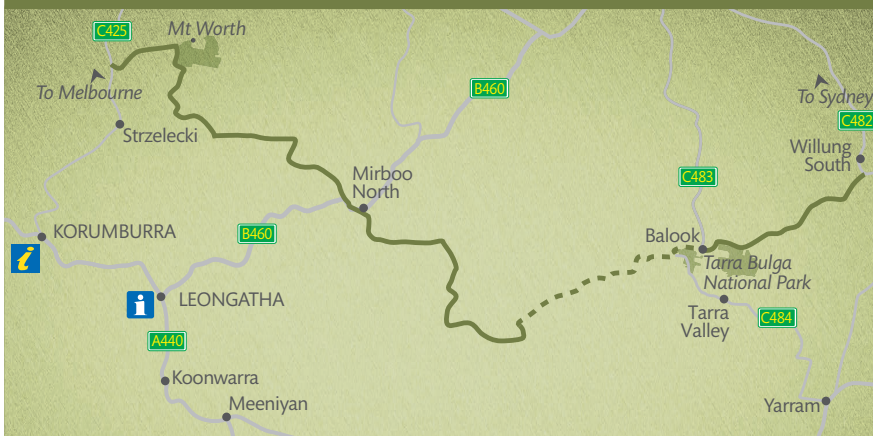 C425
Mt Worth
B460
To Melbourne
To Sydney
C482
Strzelecki
Willung
South
Mirboo
North
C483
KORUMBURRA
B460
Balook
i
Tarra Bulga
National Park
i
LEONGATHA
Tarra
Valley
C484
A440
Koonwarra
Meeniyan
Yarram